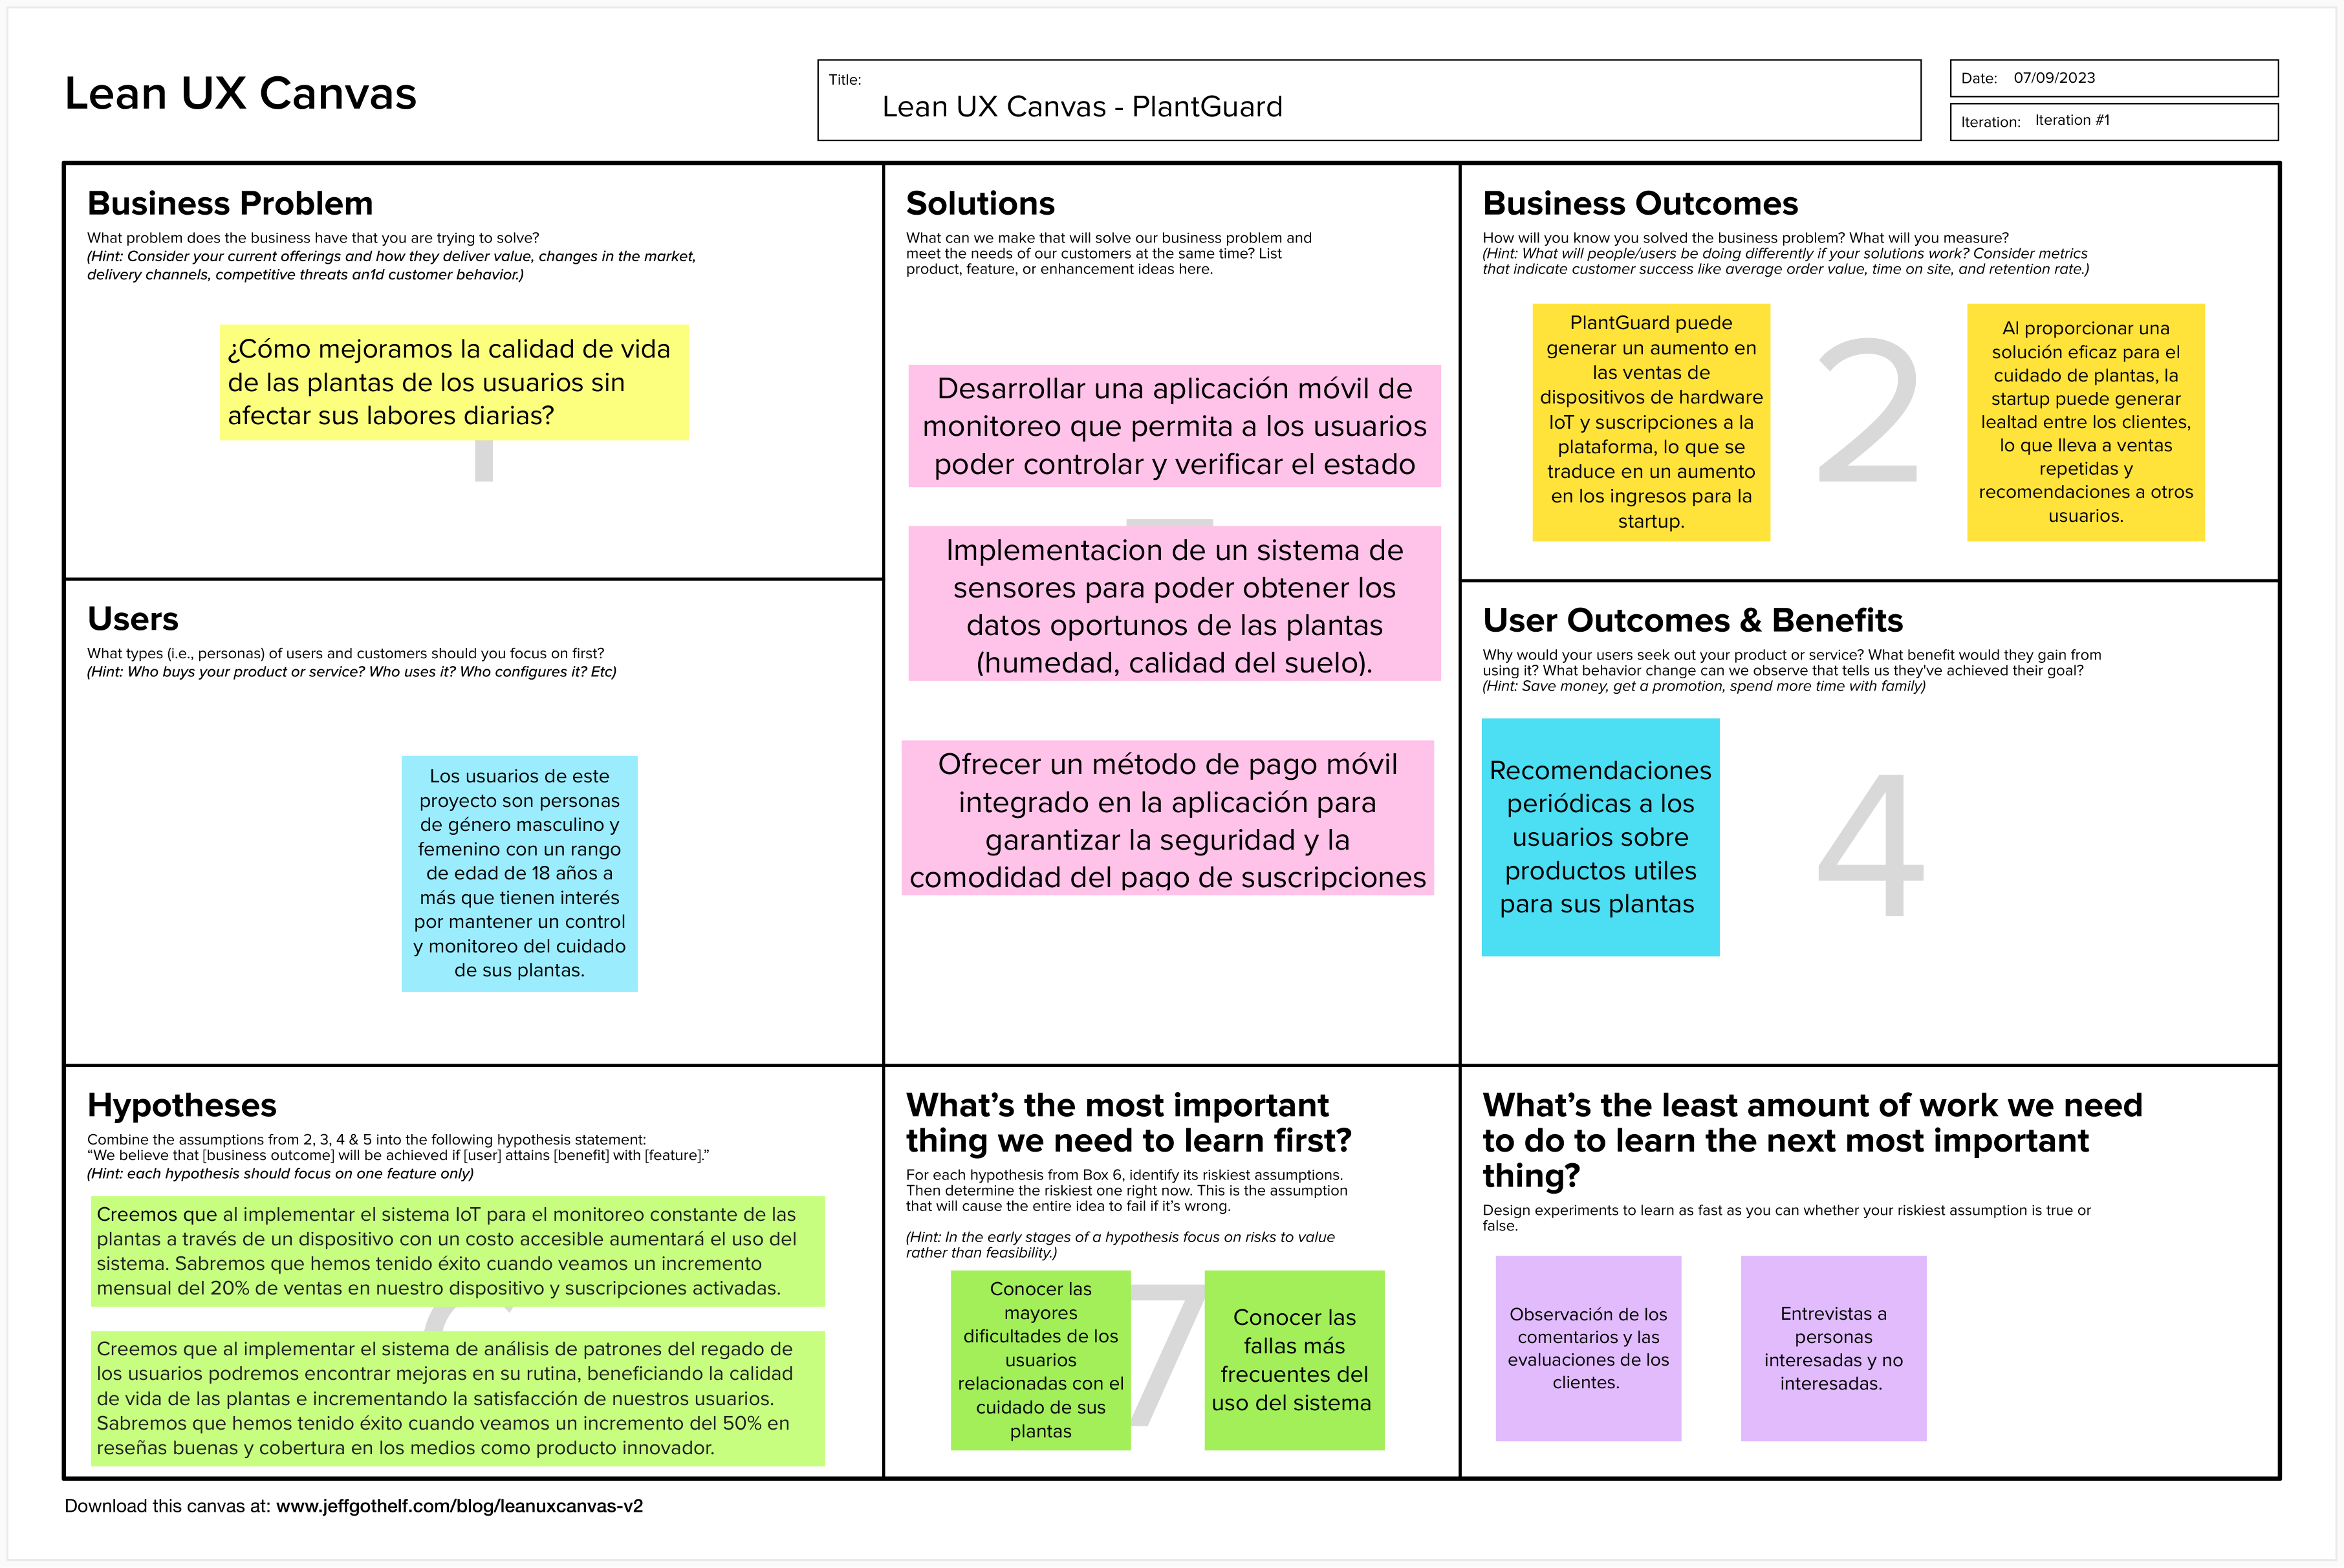 Lean UX Canvas
Title:
Lean UX Canvas - PlantGuard
Date: 07/09/2023
Iteration: Iteration #1
Business Problem
What problem does the business have that you are trying to solve?
(Hint: Consider your current offerings and how they deliver value, changes in the market,
delivery channels, competitive threats an1d customer behavior.)
¿Cómo mejoramos la calidad de vida
de las plantas de los usuarios sin
afectar sus labores diarias?
Solutions
What can we make that will solve our business problem and
meet the needs of our customers at the same time? List
product, feature, or enhancement ideas here.
Desarrollar una aplicación móvil de
monitoreo que permita a los usuarios
poder controlar y verificar el estado
Implementacion de un sistema de
sensores para poder obtener los
datos oportunos de las plantas
(humedad, calidad del suelo).
Ofrecer un método de pago móvil
integrado en la aplicación para
garantizar la seguridad y la
comodidad del pago de suscripciones
Business Outcomes
How will you know you solved the business problem? What will you measure?
(Hint: What will people/users be doing differently if your solutions work? Consider metrics
that indicate customer success like average order value, time on site, and retention rate.)
PlantGuard puede
generar un aumento en
las ventas de
dispositivos de hardware
IoT y suscripciones a la
plataforma, lo que se
traduce en un aumento
en los ingresos para la
startup.
2
Al proporcionar una
solución eficaz para el
cuidado de plantas, la
startup puede generar
lealtad entre los clientes,
lo que lleva a ventas
repetidas y
recomendaciones a otros
usuarios.
Users
What types (i.e., personas) of users and customers should you focus on first?
(Hint: Who buys your product or service? Who uses it? Who configures it? Etc)
Los usuarios de este
proyecto son personas
de género masculino y
femenino con un rango
de edad de 18 años a
más que tienen interés
por mantener un control
y monitoreo del cuidado
de sus plantas.
User Outcomes & Benefits
Why would your users seek out your product or service? What benefit would they gain from
using it? What behavior change can we observe that tells us they've achieved their goal?
(Hint: Save money, get a promotion, spend more time with family)
Recomendaciones
periódicas a los
usuarios sobre
productos utiles
para sus plantas
4
Hypotheses
Combine the assumptions from 2, 3, 4 & 5 into the following hypothesis statement:
“We believe that [business outcome] will be achieved if [user] attains [benefit] with [feature].”
(Hint: each hypothesis should focus on one feature only)
Creemos que al implementar el sistema IoT para el monitoreo constante de las
plantas a través de un dispositivo con un costo accesible aumentará el uso del
sistema. Sabremos que hemos tenido éxito cuando veamos un incremento
mensual del 20% de ventas en nuestro dispositivo y suscripciones activadas.
Creemos que al implementar el sistema de análisis de patrones del regado de
los usuarios podremos encontrar mejoras en su rutina, beneficiando la calidad
de vida de las plantas e incrementando la satisfacción de nuestros usuarios.
Sabremos que hemos tenido éxito cuando veamos un incremento del 50% en
reseñas buenas y cobertura en los medios como producto innovador.
What’s the most important
thing we need to learn first?
For each hypothesis from Box 6, identify its riskiest assumptions.
Then determine the riskiest one right now. This is the assumption
that will cause the entire idea to fail if it’s wrong.
(Hint: In the early stages of a hypothesis focus on risks to value
rather than feasibility.)
Conocer las
mayores
dificultades de los
usuarios
relacionadas con el
cuidado de sus
plantas
7
Conocer las
fallas más
frecuentes del
uso del sistema
What’s the least amount of work we need
to do to learn the next most important
thing?
Design experiments to learn as fast as you can whether your riskiest assumption is true or
false.
Observación de los
comentarios y las
evaluaciones de los
clientes.
Entrevistas a
personas
interesadas y no
interesadas.
Download this canvas at: www.jeffgothelf.com/blog/leanuxcanvas-v2